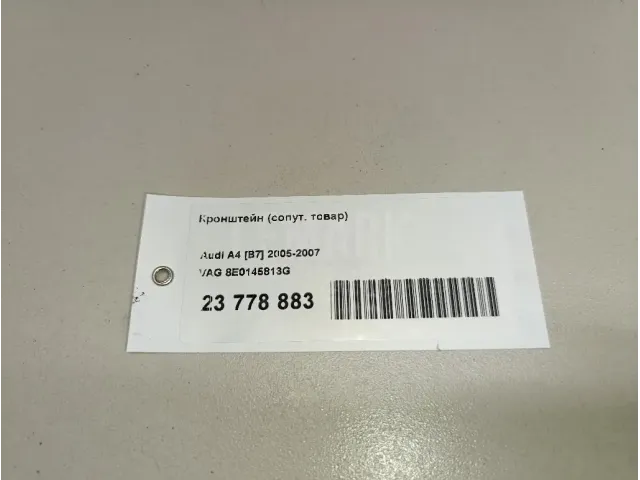 Кронштейн (сопут. товар)
Audi A4 [B7] 2005-2007
VAG 8E0145813G
23 778 883